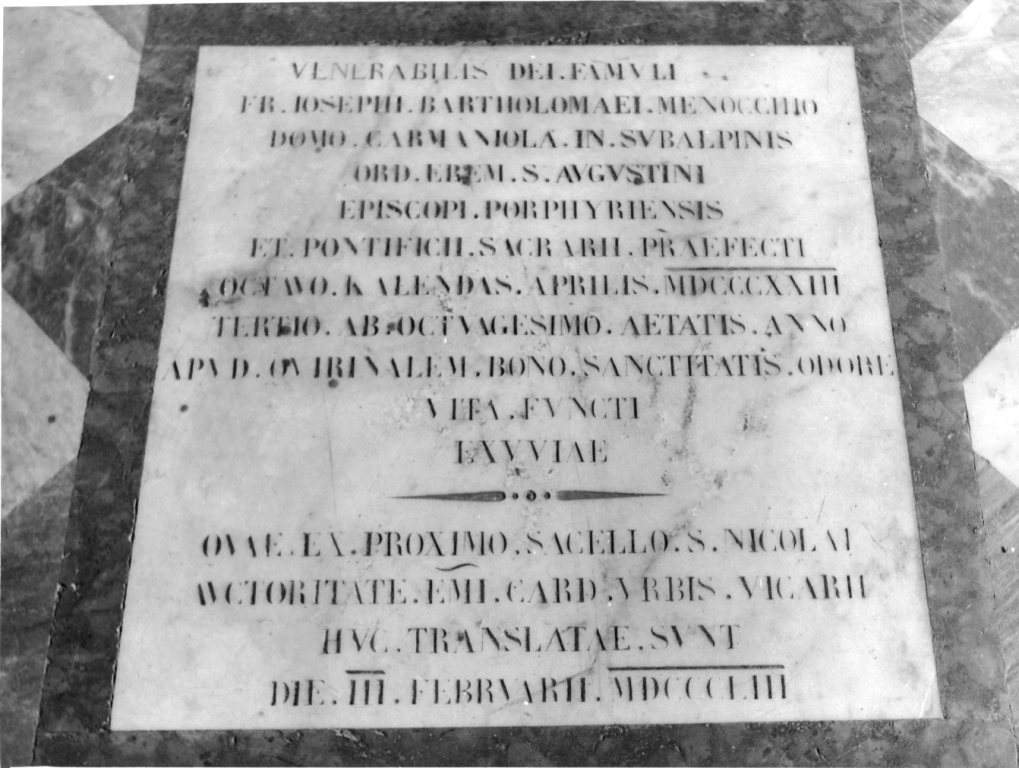 VENERABILIS DEI.FAMVLI
FR.IOSEPHI.BARTHOLOMAEI.MENOCCHIO
DOMO.CARMANIOLA.IN.SVBALPINIS
ORD.EREM.S.AVGVSTINI
EPISCOPI.PORPHYRIENSIS
ET.PONTIFICII.SACRARII.PRAEFECTI
OCTAVO.KALENDAS.APRILIS.MDCCCXXIII
TERTIO.AB.OCTVAGESIMO.AETATIS.ANNO
APVD.QVIRINALEM.BONO.SANCTITATIS.ODORE
VITA.FVNCTI
EXVVIAE
QVAE.EX.PROXIMO.SACELLO.S.NICOLAI
AVCTORITATE.EMI.CARD.VRBIS.VICARII
HVC.TRANSLATAE.SVNT
DIE.III.FEBRVARII.MDCCCLIII